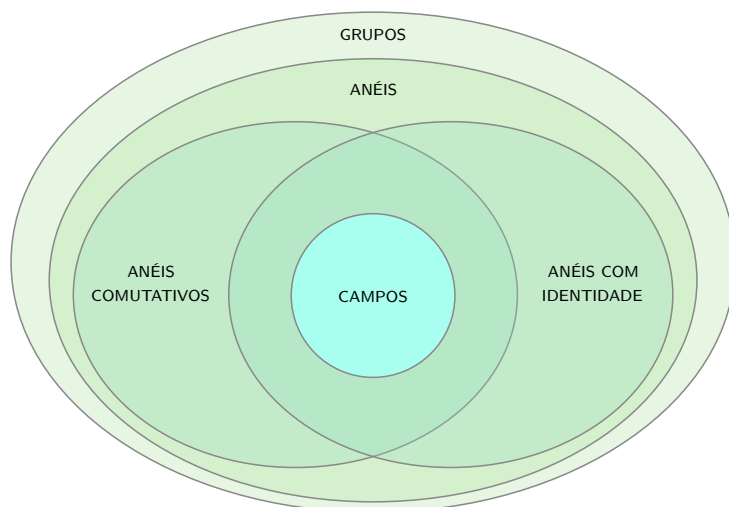 GRUPOS
ANÉIS
ANÉIS
COMUTATIVOS
CAMPOS
ANÉIS COM
IDENTIDADE